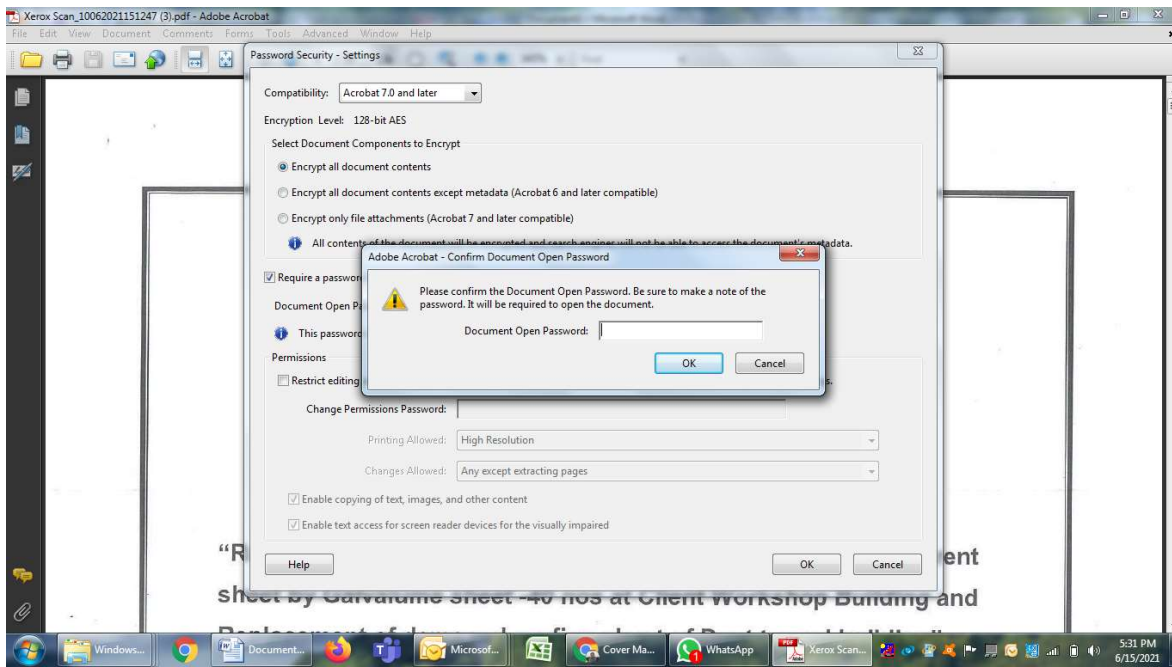 Xerox Scan_10062021151247 (3).pdf - Adobe Acrobat
File Edit View Document Comments Forms Tools Advanced Window Help
Password Security - Settings
Compatibility: Acrobat 7.0 and later
Encryption Level: 128-bit AES
Select Document Components to Encrypt
Encrypt all document contents
Encrypt all document contents except metadata (Acrobat 6 and later compatible)
Encrypt only file attachments (Acrobat 7 and later compatible)
All contents of the document will be encrypted and search engines will not be able to access the document's metadata.
Adobe Acrobat - Confirm Document Open Password
Require a passwor
Please confirm the Document Open Password. Be sure to make a note of the
password. It will be required to open the document.
Document Open Pa
Document Open Password:
This password
OK Cancel
Permissions
Restrict editing s.
Change Permissions Password:
Printing Allowed: High Resolution
Changes Allowed: Any except extracting pages
Enable copying of text, images, and other content
Enable text access for screen reader devices for the visually impaired
Help OK Cancel
“R ent
sheet by Galvalume sheet -40 nos at Client Workshop Building and
Windows... Document... Microsof... Cover Ma... WhatsApp Xerox Scan...
5:31 PM
6/15/2021